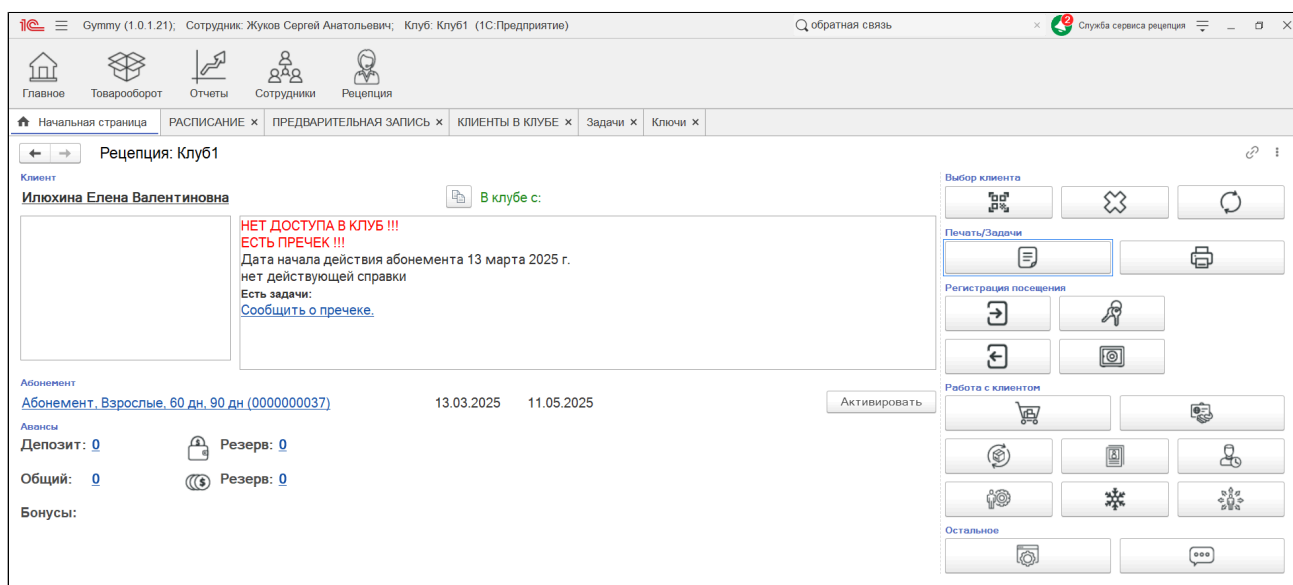 1С Gymmy (1.0.1.21); Сотрудник: Жуков Сергей Анатольевич; Клуб: Клуб1 (1С:Предприятие) обратная связь × 2 Служба сервиса рецепция
Главное Товарооборот Отчеты Сотрудники Рецепция
Начальная страница РАСПИСАНИЕ × ПРЕДВАРИТЕЛЬНАЯ ЗАПИСЬ × КЛИЕНТЫ В КЛУБЕ × Задачи × Ключи ×
Рецепция: Клуб1
Клиент
Илюхина Елена Валентиновна В клубе с:
НЕТ ДОСТУПА В КЛУБ !!!
ЕСТЬ ПРЕЧЕК !!!
Дата начала действия абонемента 13 марта 2025 г.
нет действующей справки
Есть задачи:
Сообщить о пречеке.
Абонемент
Абонемент, Взрослые, 60 дн, 90 дн (0000000037) 13.03.2025 11.05.2025 Активировать
Авансы
Депозит: 0 Резерв: 0
Общий: 0 Резерв: 0
Бонусы:
Выбор клиента
Печать/Задачи
Регистрация посещения
Работа с клиентом
Остальное